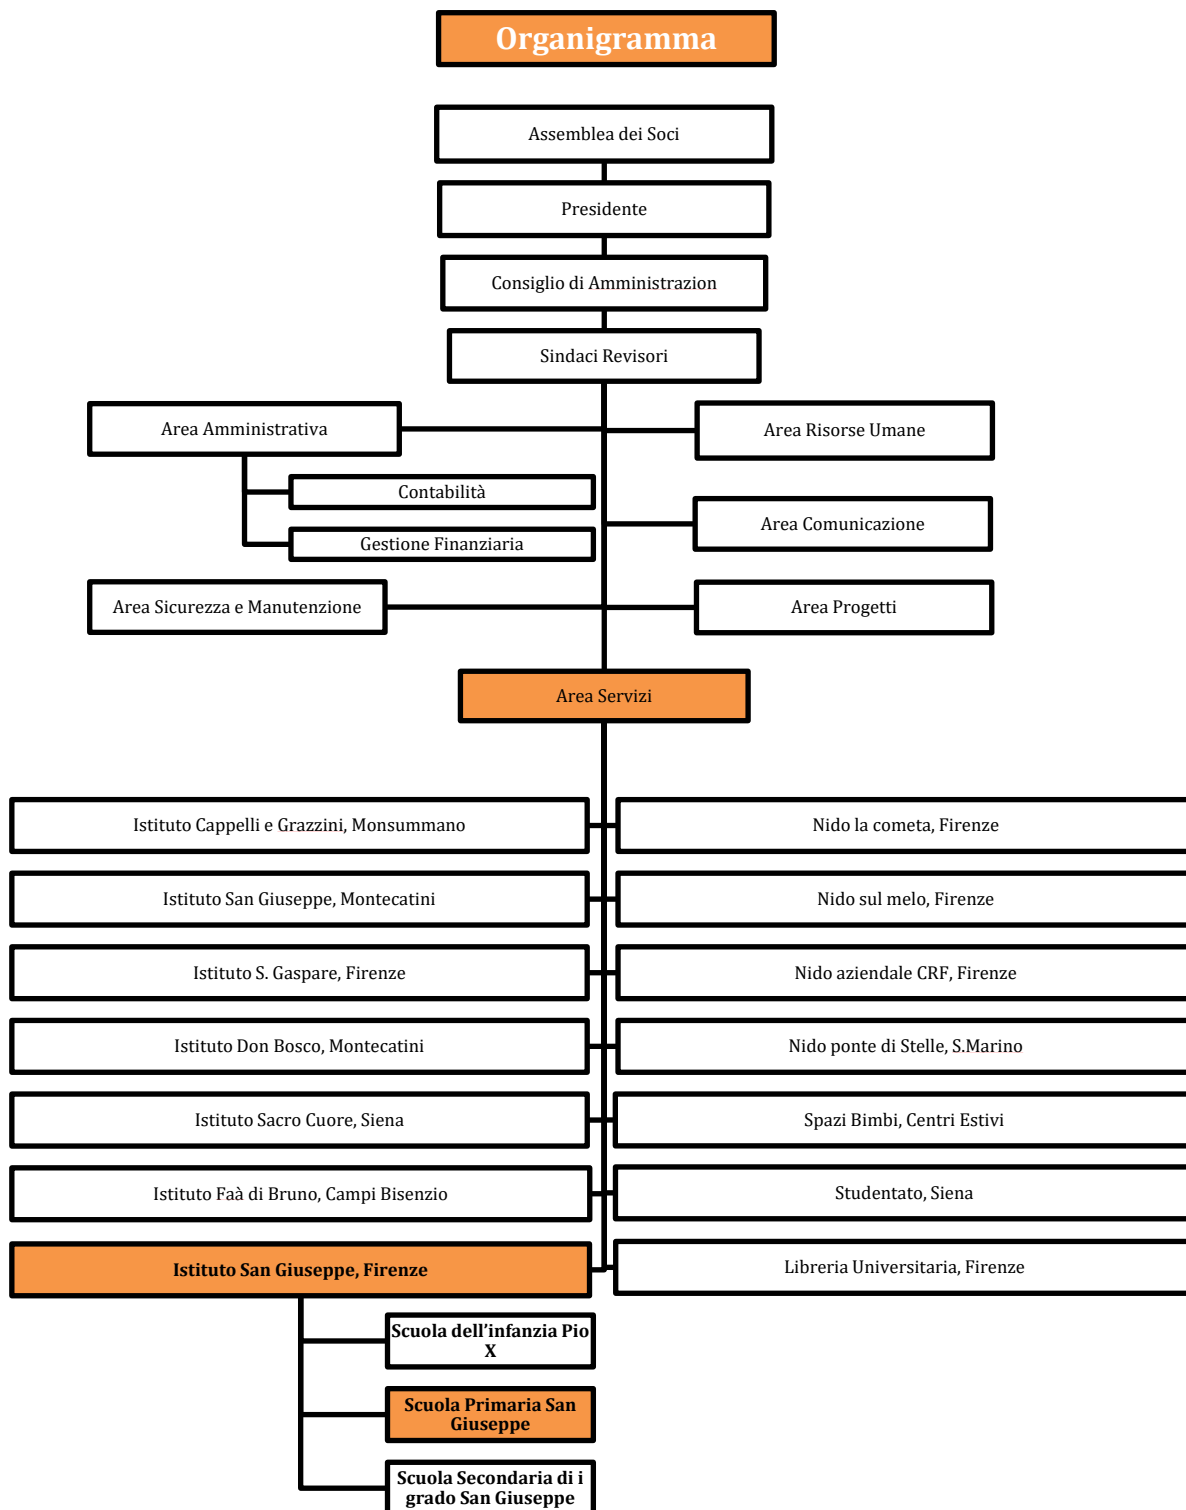 Organigramma
Assemblea dei Soci
Presidente
Consiglio di Amministrazion
Sindaci Revisori
Area Amministrativa
Area Risorse Umane
Contabilità
Area Comunicazione
Gestione Finanziaria
Area Sicurezza e Manutenzione
Area Progetti
Area Servizi
Istituto Cappelli e Grazzini, Monsummano
Nido la cometa, Firenze
Istituto San Giuseppe, Montecatini
Nido sul melo, Firenze
Istituto S. Gaspare, Firenze
Nido aziendale CRF, Firenze
Istituto Don Bosco, Montecatini
Nido ponte di Stelle, S.Marino
Istituto Sacro Cuore, Siena
Spazi Bimbi, Centri Estivi
Istituto Faà di Bruno, Campi Bisenzio
Studentato, Siena
Istituto San Giuseppe, Firenze
Libreria Universitaria, Firenze
Scuola dell’infanzia Pio
X
Scuola Primaria San
Giuseppe
Scuola Secondaria di i
grado San Giuseppe